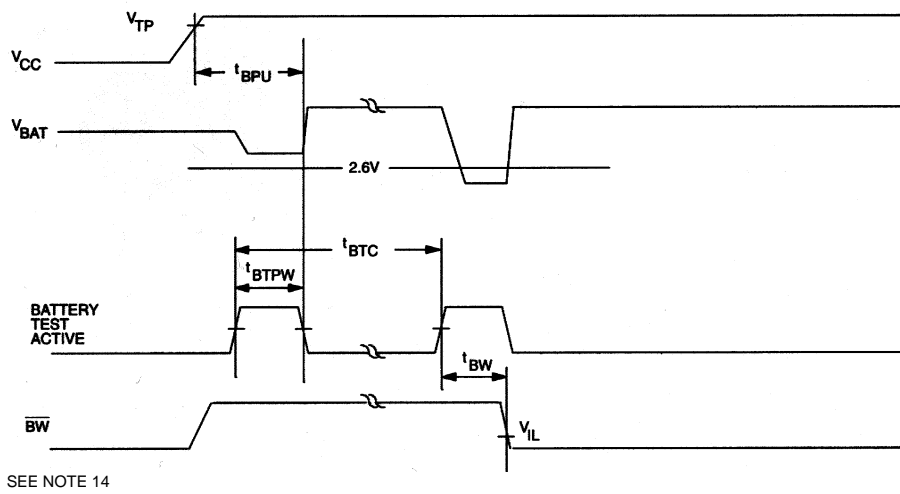 VTP
VCC
tBPU
VBAT
2.6V
tBTC
tBTPW
BATTERY
TEST
ACTIVE
tBW
BW
VIL
SEE NOTE 14